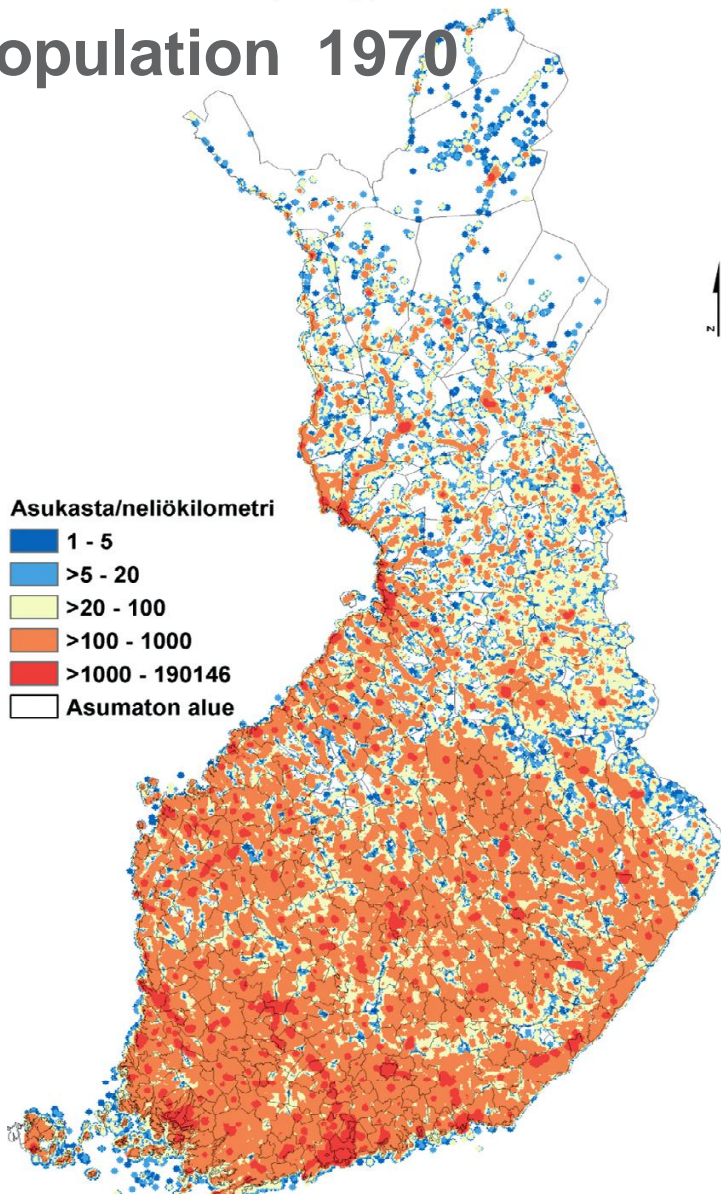 opulation 1970
z
Asukasta/neliökilometri
1 - 5
>5 - 20
>20 - 100
>100 - 1000
>1000 - 190146
Asumaton alue